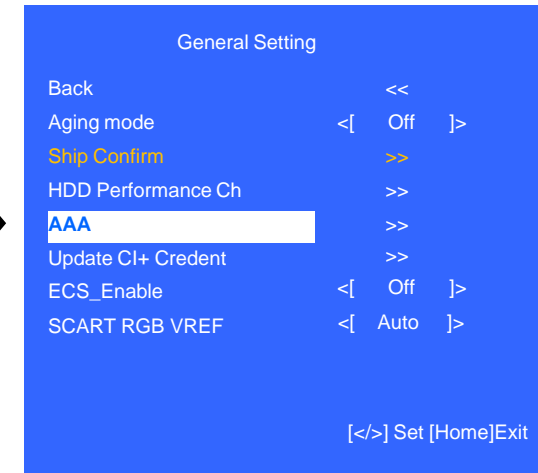 General Setting
Back <<
Aging mode <[ Off ]>
Ship Confirm >>
HDD Performance Ch >>
AAA >>
Update CI+ Credent >>
ECS_Enable <[ Off ]>
SCART RGB VREF <[ Auto ]>
[</>] Set [Home]Exit